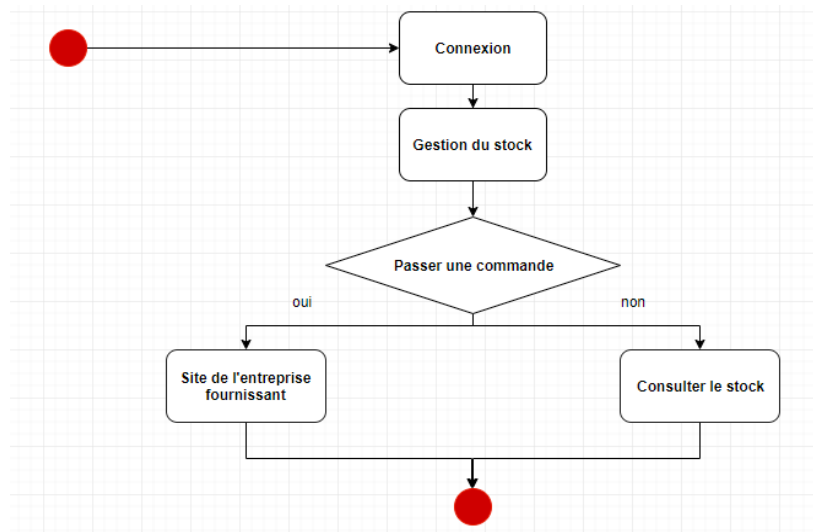 Connexion
Gestion du stock
Passer une commande
oui
non
Site de l'entreprise
fournissant
Consulter le stock